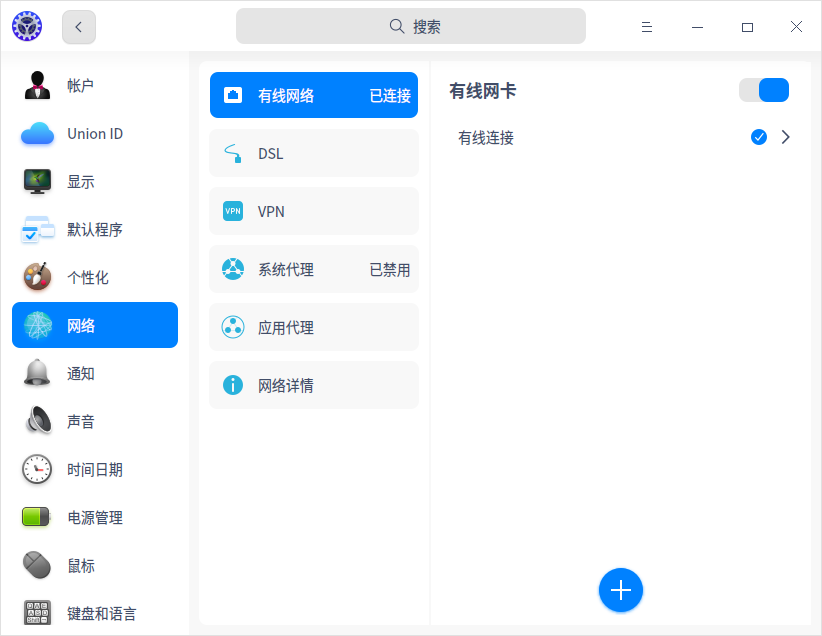 搜索
帐户
Union ID
显示
默认程序
个性化
网络
通知
声音
时间日期
电源管理
鼠标
键盘和语言
有线网络 已连接
DSL
VPN
VPN
系统代理 已禁用
应用代理
网络详情
有线网卡
有线连接